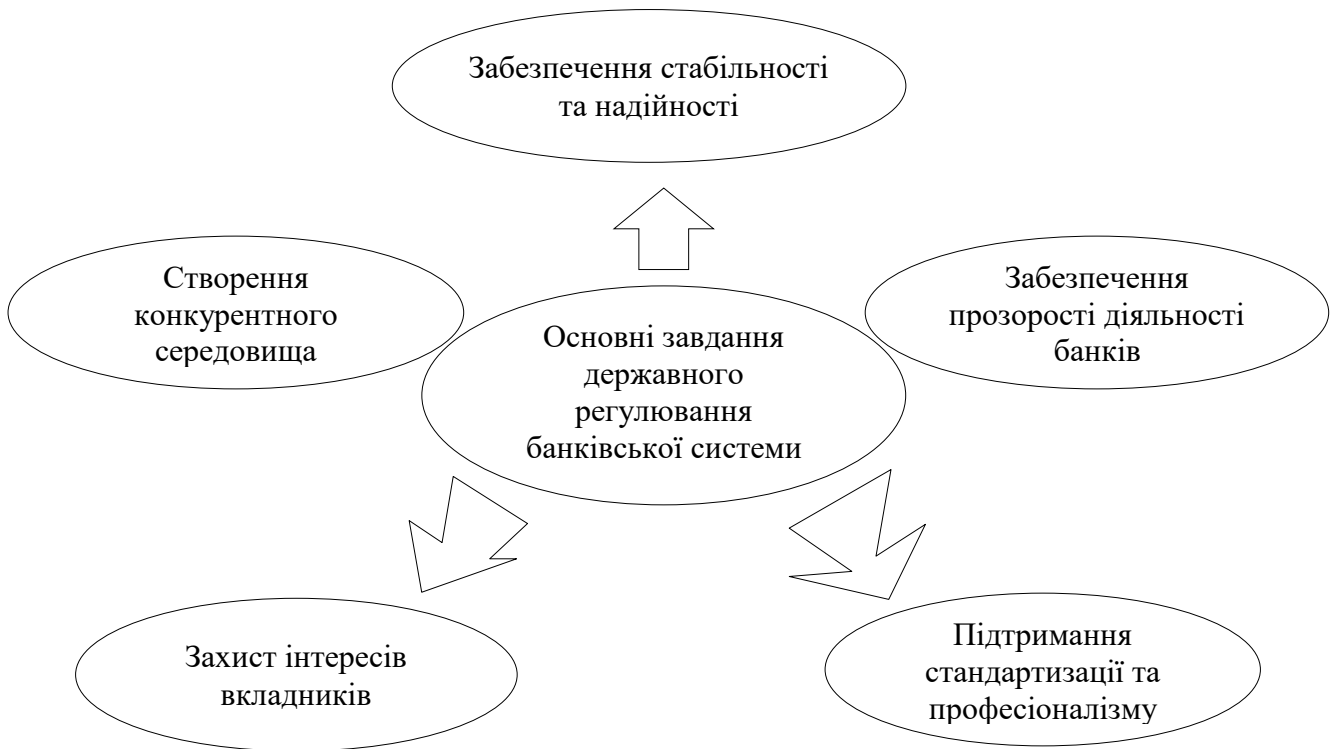 Забезпечення стабільності
та надійності
Створення
конкурентного
середовища
Забезпечення
прозорості діяльності
банків
Основні завдання
державного
регулювання
банківської системи
Захист інтересів
вкладників
Підтримання
стандартизації та
професіоналізму